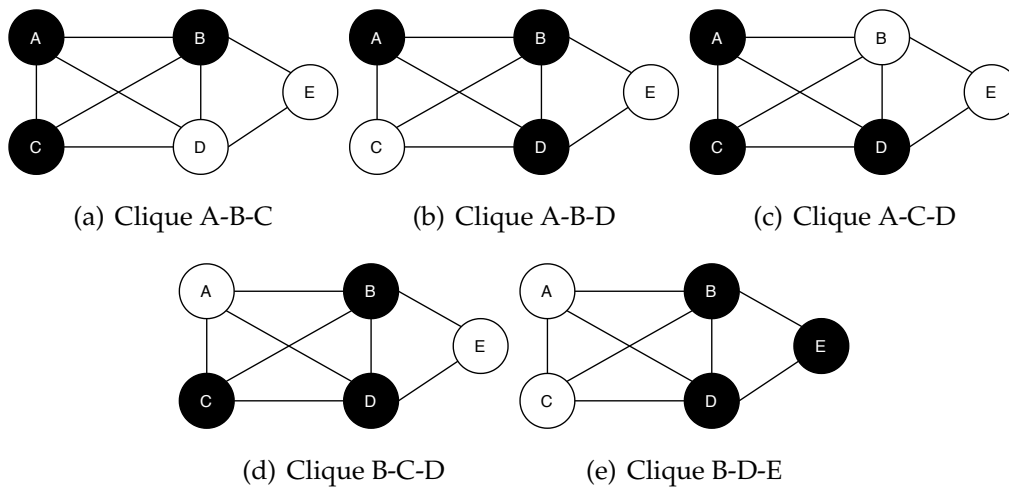 A B E C D
A B E C D
A B E C D
(a) Clique A-B-C
(b) Clique A-B-D
(c) Clique A-C-D
A B E C D
A B E C D
(d) Clique B-C-D
(e) Clique B-D-E